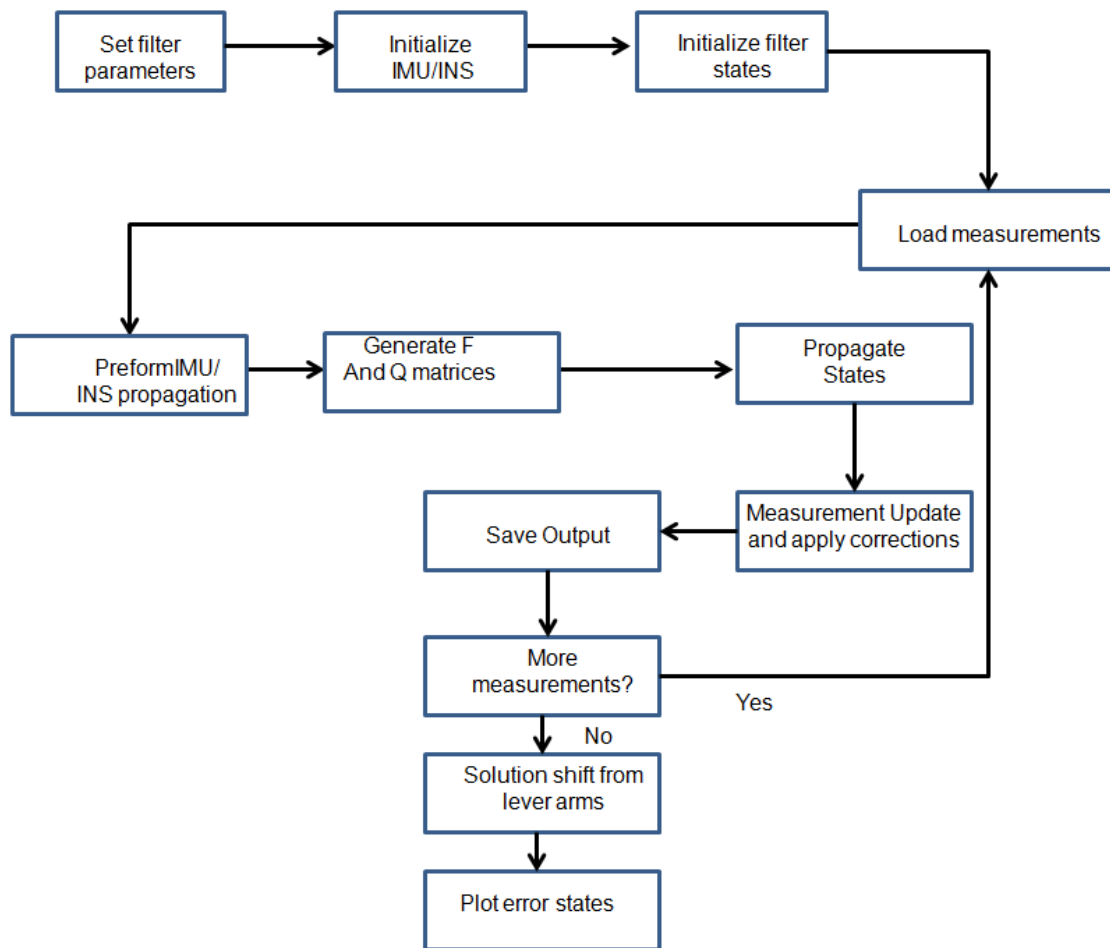 Set filter
parameters
Initialize
IMU/INS
Initialize filter
states
Load measurements
PreformIMU/
INS propagation
Generate F
And Q matrices
Propagate
States
Measurement Update
and apply corrections
Save Output
More
measurements?
Yes
No
Solution shift from
lever arms
Plot error states